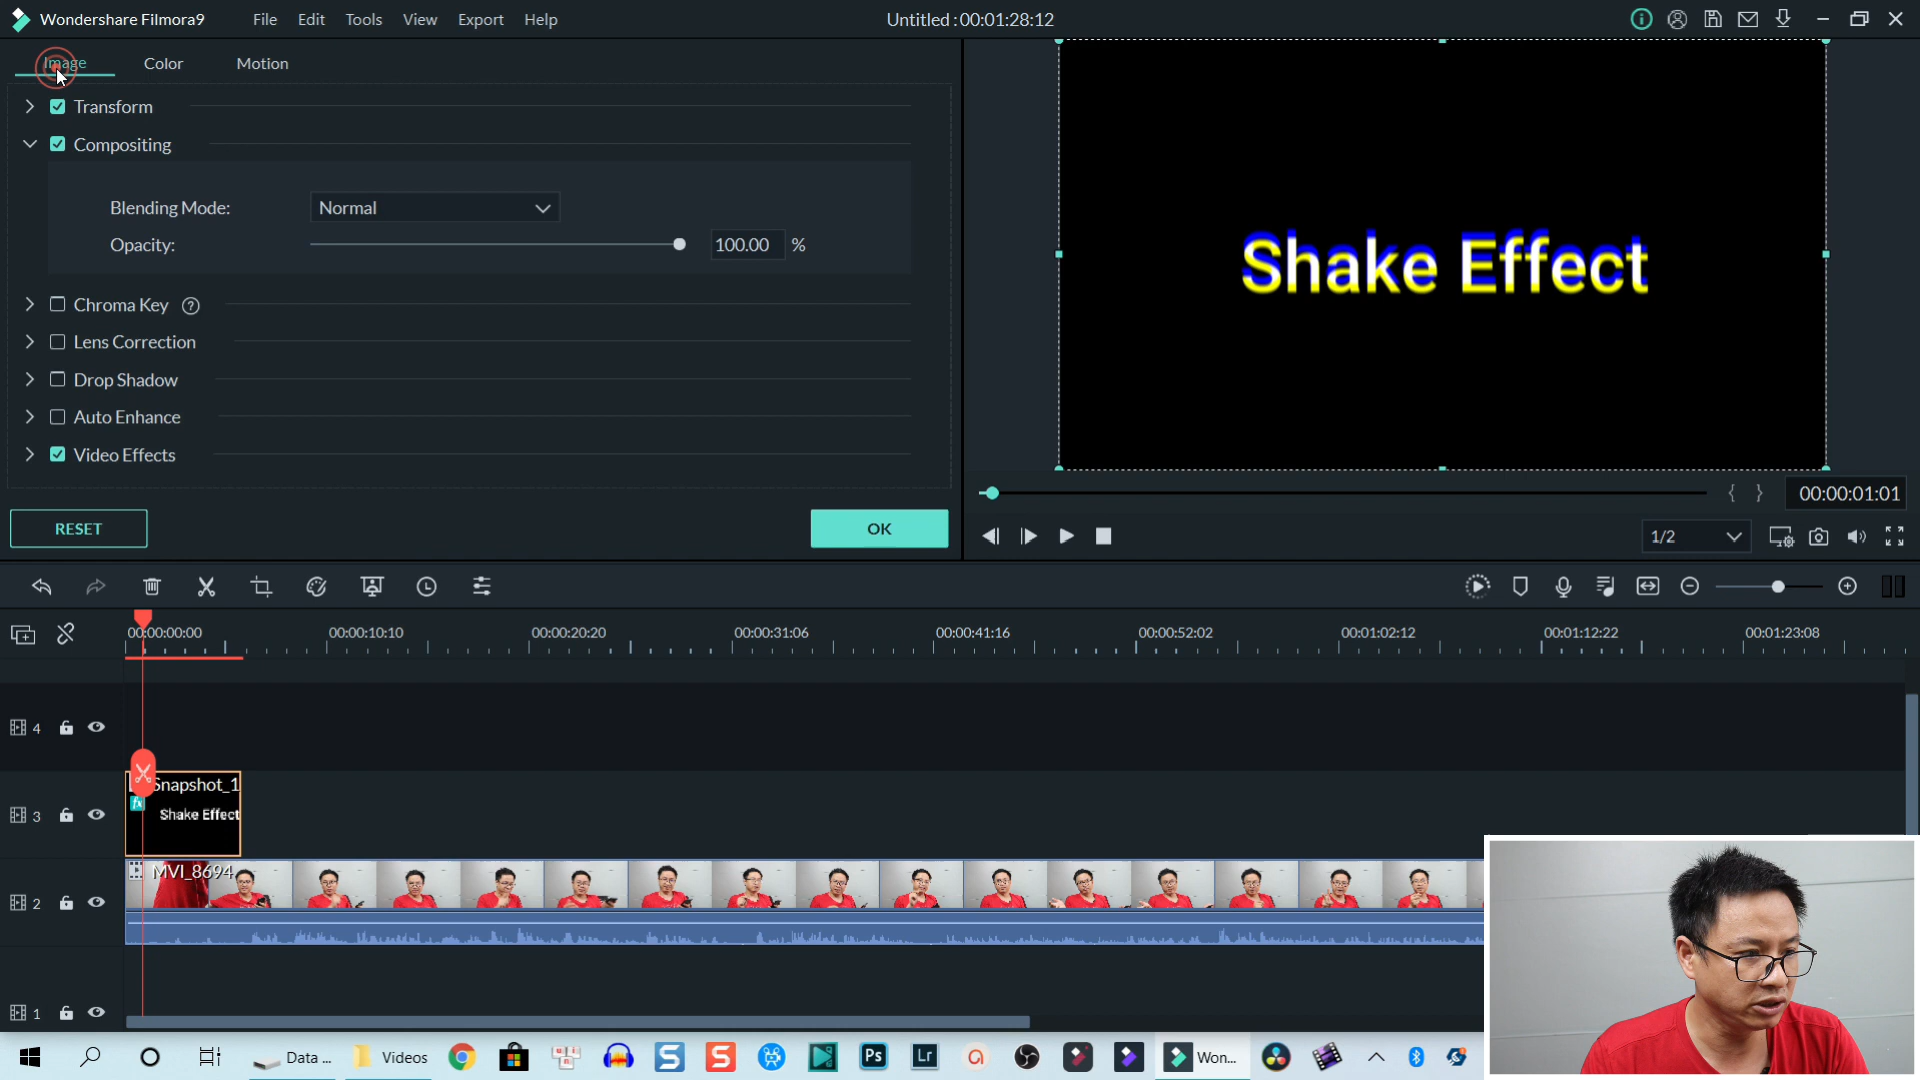 Wondershare Filmora9
File
Edit
Tools
View
Export
Help
Untitled : 00:01:28:12
Image
Color
Motion
Transform
Compositing
Blending Mode:
Normal
Opacity:
100.00 %
Chroma Key
Lens Correction
Drop Shadow
Auto Enhance
Video Effects
RESET
OK
Shake Effect
00:00:01:01
1/2
00:00:00:00
00:00:10:10
00:00:20:20
00:00:31:06
00:00:41:16
00:00:52:02
00:01:02:12
00:01:12:22
00:01:23:08
4
Snapshot_1
fx
Shake Effect
3
MVI_8694
2
1
Data ...
Videos
S
S
Ps
Lr
Won...